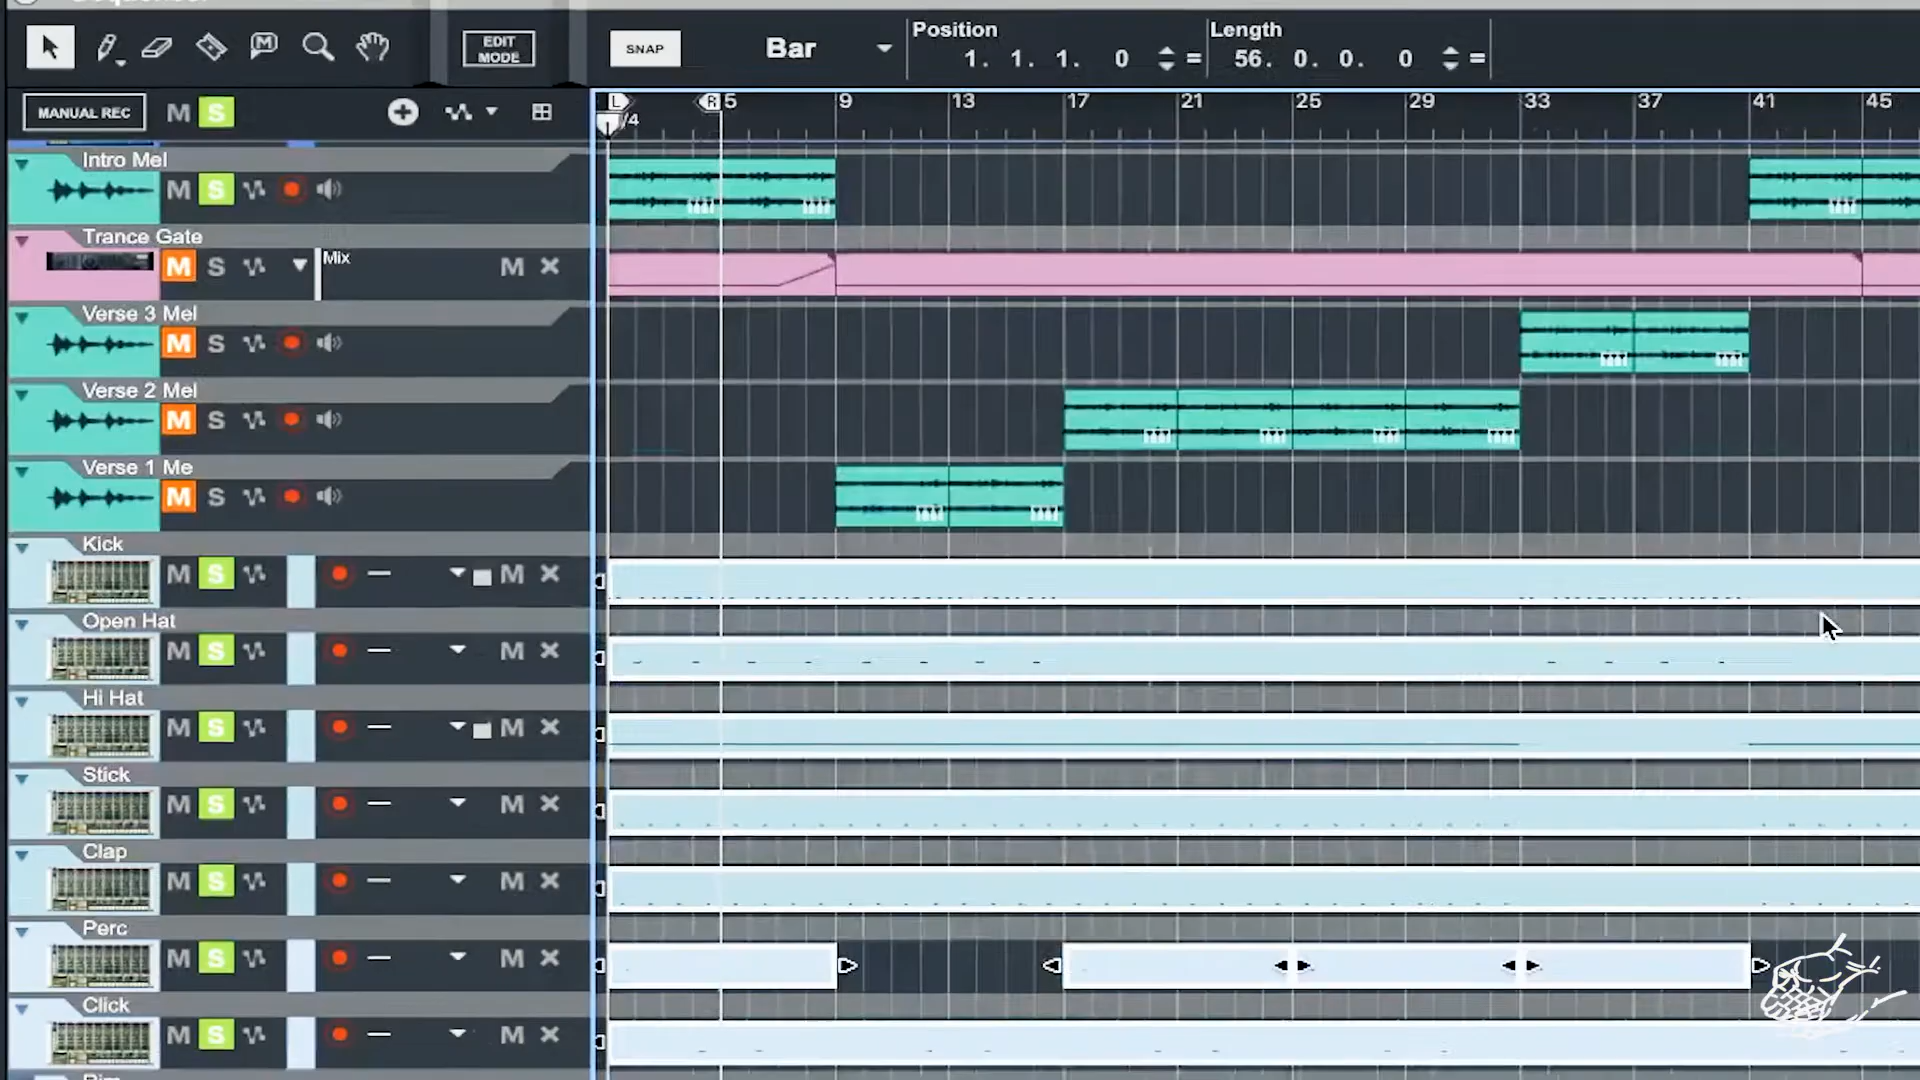 EDIT MODE
SNAP
Bar
Position
1. 1. 1. 0
=
Length
56. 0. 0. 0
=
MANUAL REC
M S
L R 5 9 13 17 21 25 29 33 37 41 45
/4
Intro Mel
M S
Trance Gate
M S
Mix
M
Verse 3 Mel
M S
Verse 2 Mel
M S
Verse 1 Me
M S
Kick
M S M
Open Hat
M S M
Hi Hat
M S M
Stick
M S M
Clap
M S M
Perc
M S M
Click
M S M